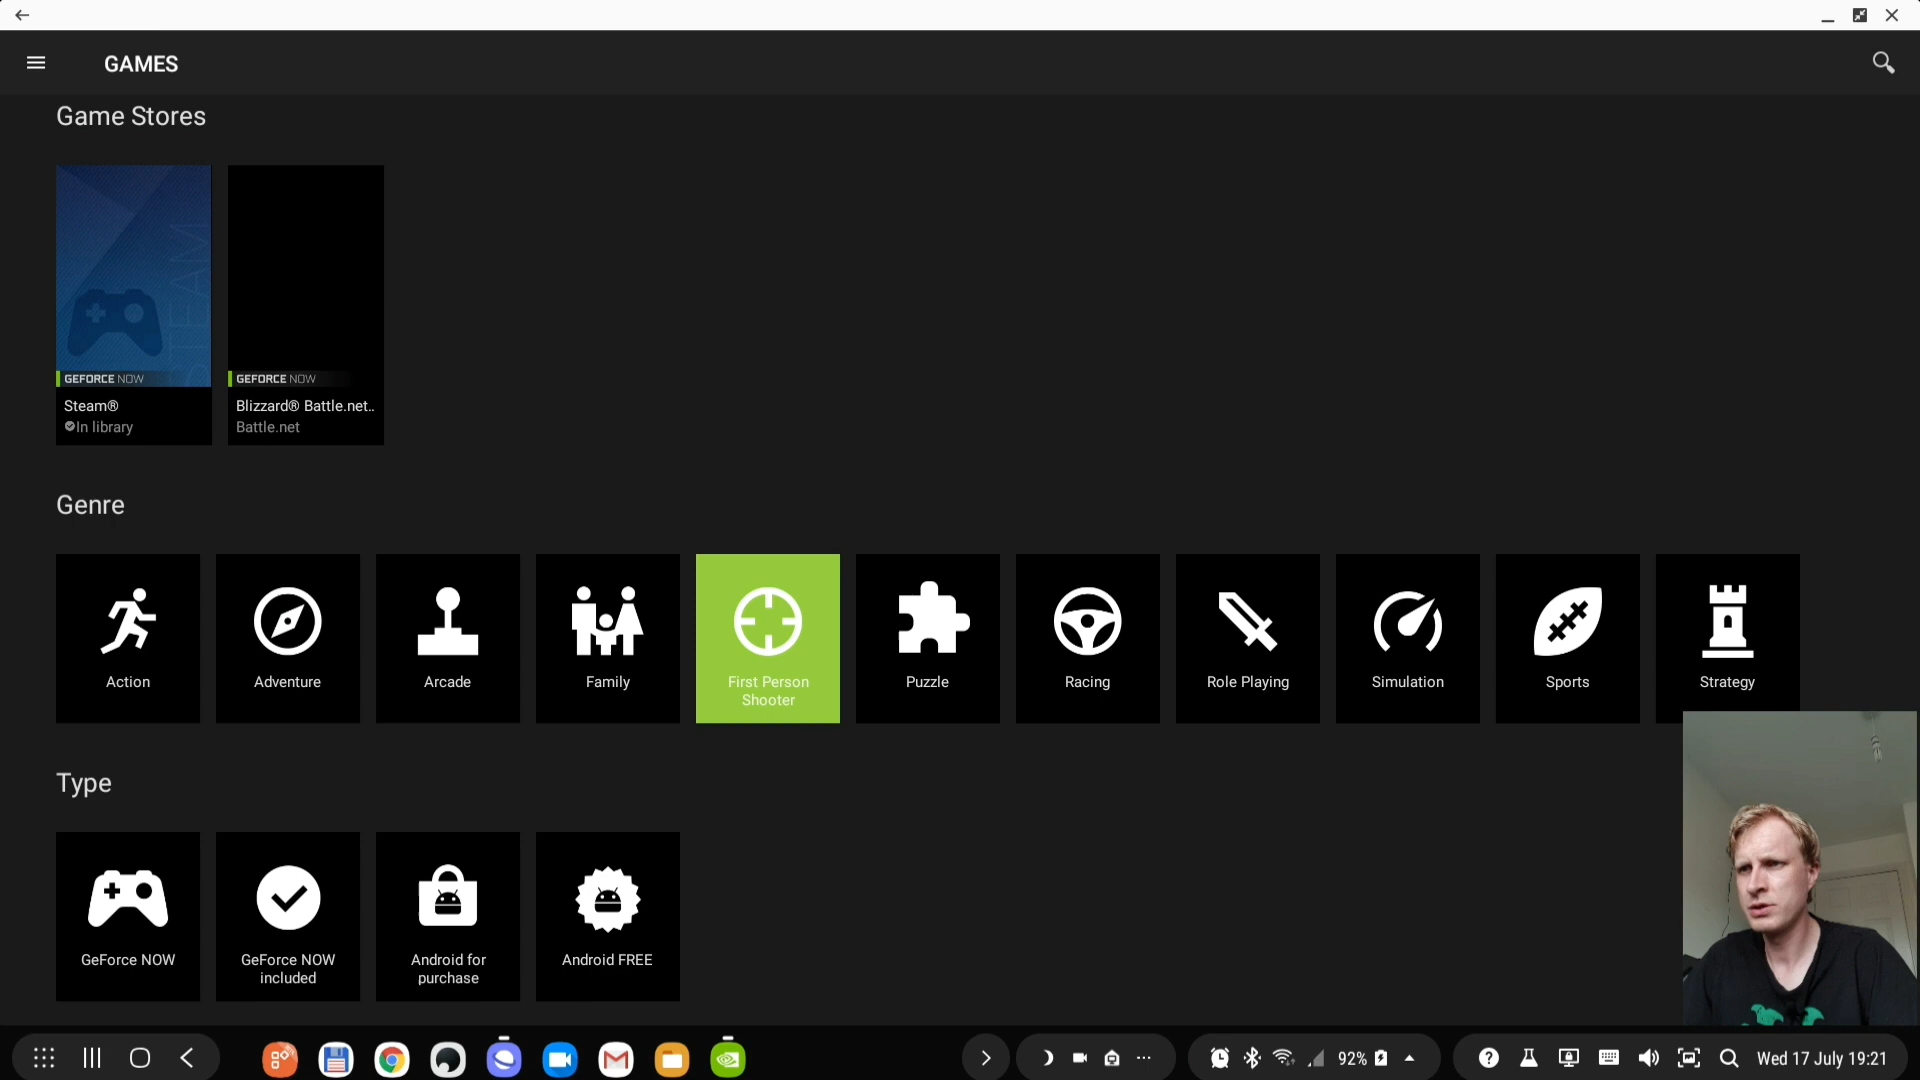 GAMES
Game Stores
GEFORCE NOW
GEFORCE NOW
Steam®
Blizzard® Battle.net..
In library
Battle.net
Genre
Action
Adventure
Arcade
Family
First Person
Shooter
Puzzle
Racing
Role Playing
Simulation
Sports
Strategy
Type
GeForce NOW
GeForce NOW
included
Android for
purchase
Android FREE
92%
Wed 17 July 19:21